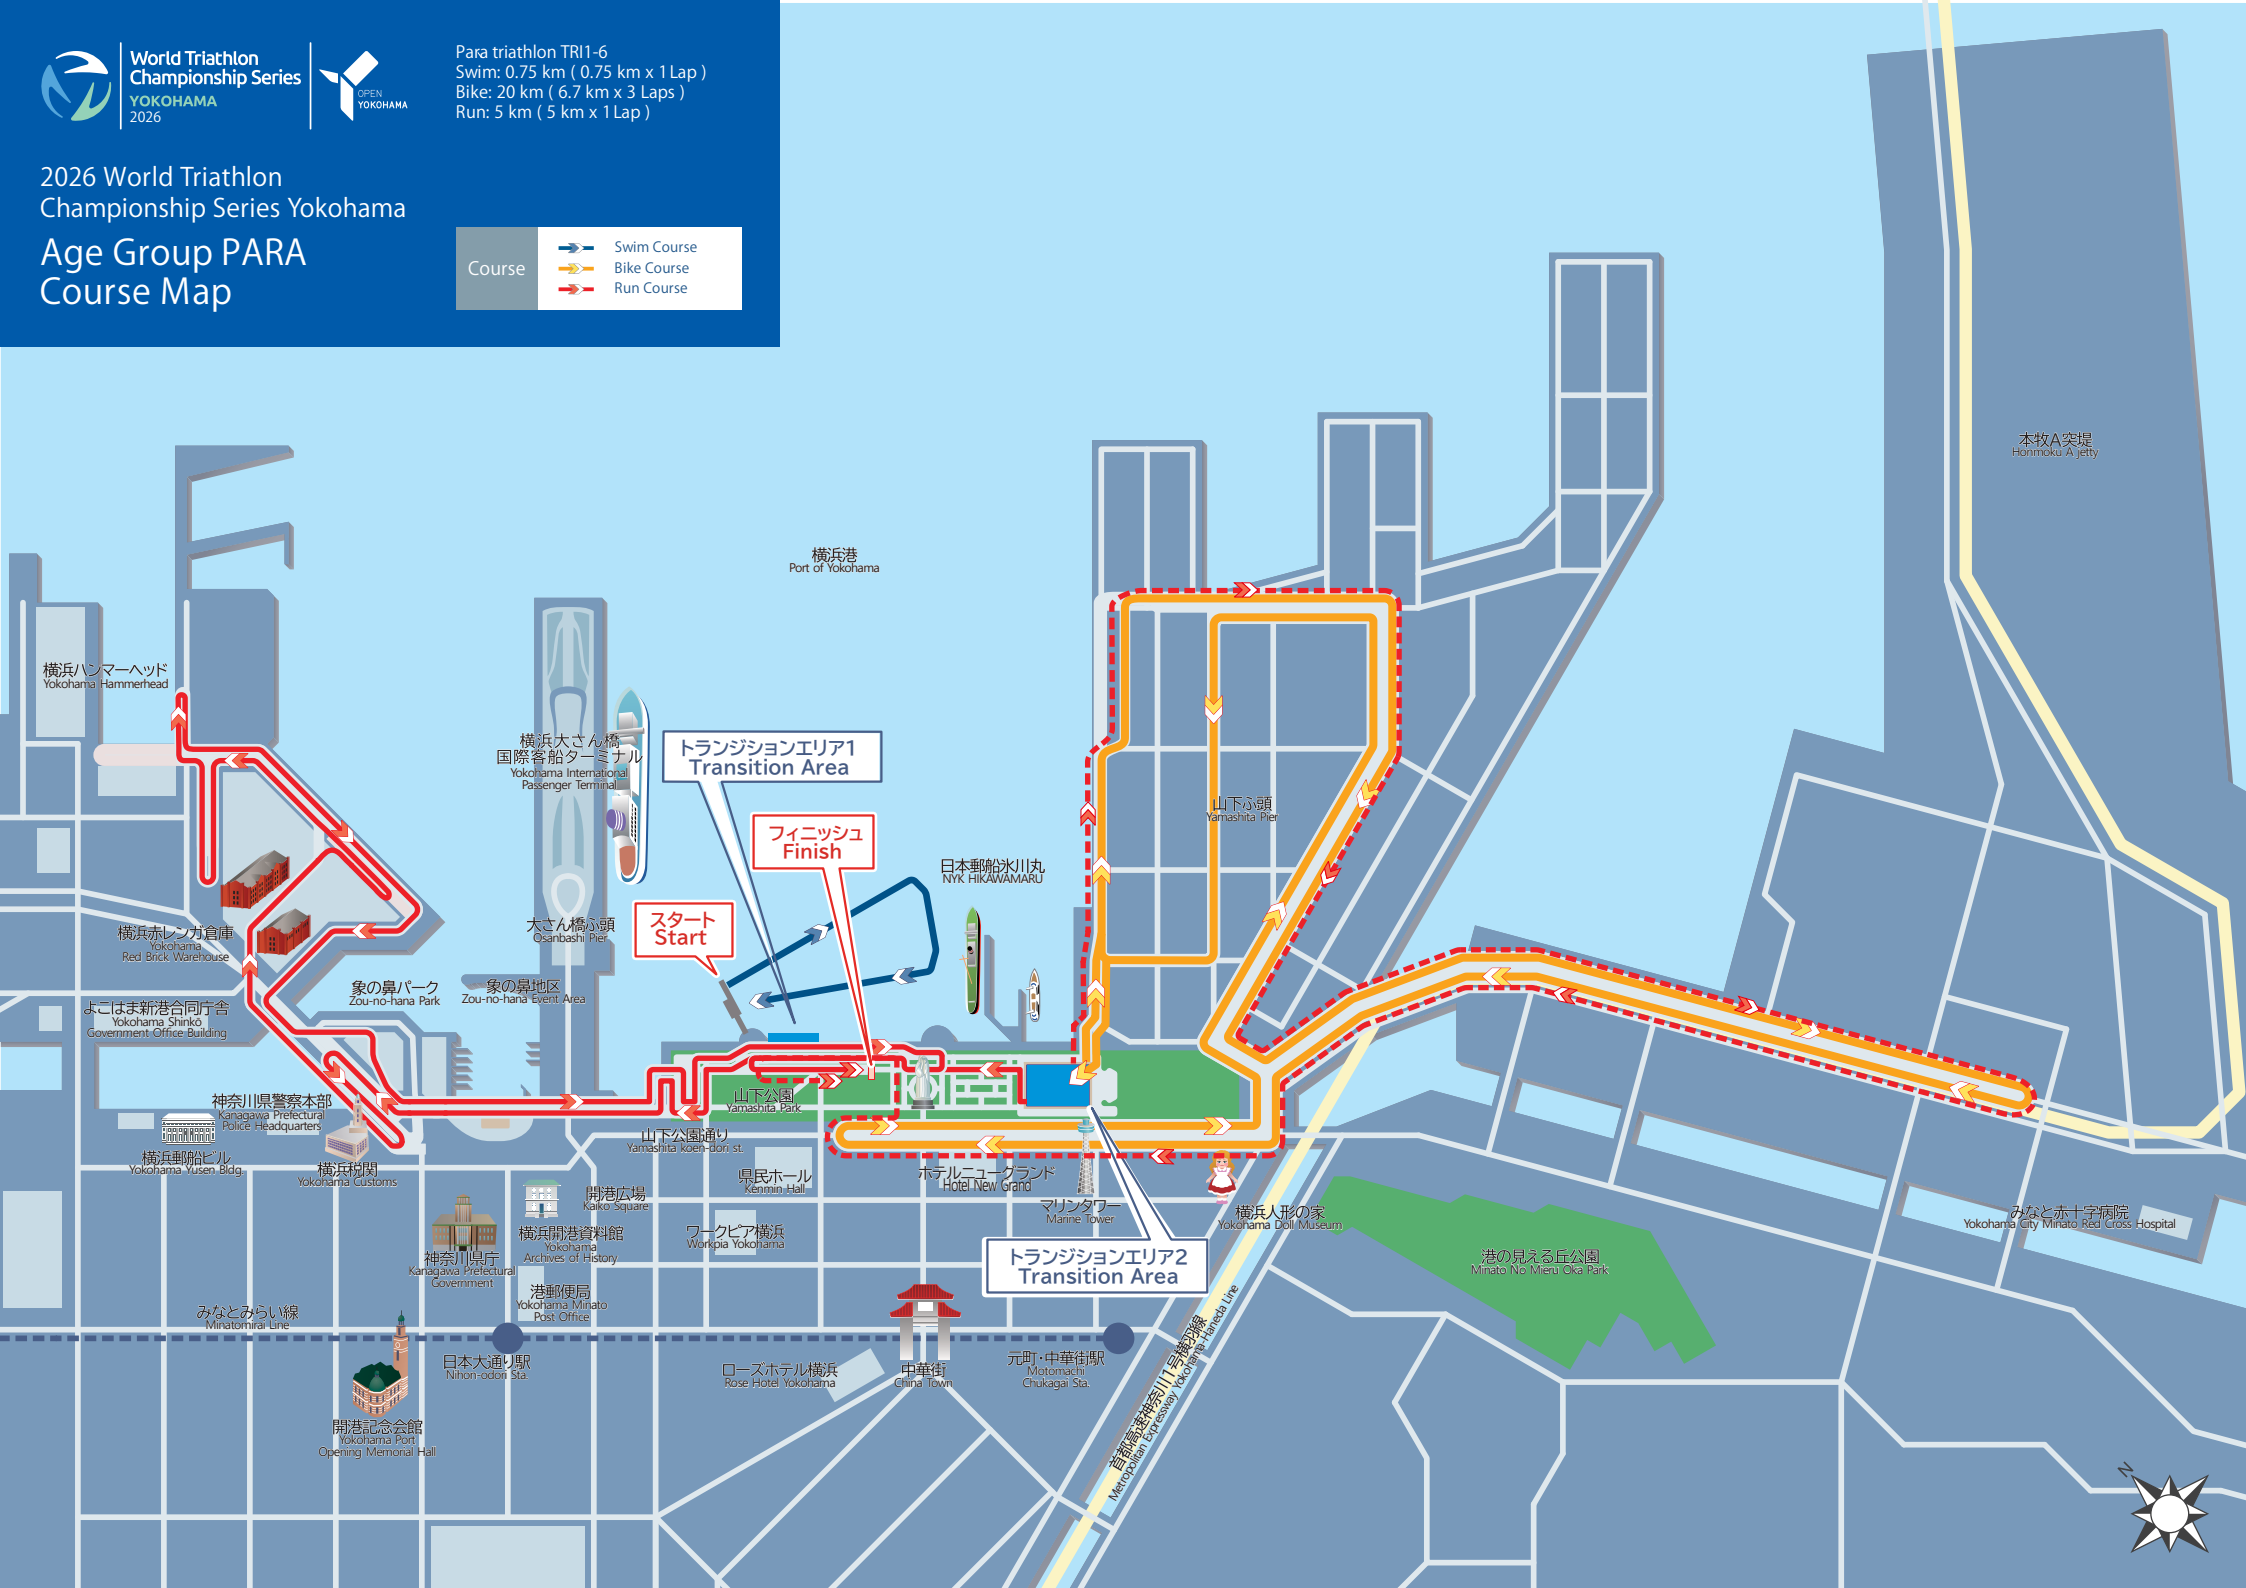 World Triathlon
Championship Series
YOKOHAMA
2026
OPEN
YOKOHAMA
Para triathlon TRI1-6
Swim: 0.75 km ( 0.75 km x 1 Lap )
Bike: 20 km ( 6.7 km x 3 Laps )
Run: 5 km ( 5 km x 1 Lap )
2026 World Triathlon
Championship Series Yokohama
Age Group PARA
Course Map
Course
Swim Course
Bike Course
Run Course
本牧A突堤
Honmoku A jetty
横浜港
Port of Yokohama
横浜ハンマーヘッド
Yokohama Hammerhead
横浜大さん橋
国際客船ターミナル
Yokohama International
Passenger Terminal
トランジションエリア1
Transition Area
フィニッシュ
Finish
山下ふ頭
Yamashita Pier
日本郵船氷川丸
NYK HIKAWAMARU
スタート
Start
大さん橋ふ頭
Osanbashi Pier
横浜赤レンガ倉庫
Yokohama
Red Brick Warehouse
象の鼻パーク
Zou-no-hana Park
象の鼻地区
Zou-no-hana Event Area
よこはま新港合同庁舎
Yokohama Shinkō
Government Office Building
神奈川県警察本部
Kanagawa Prefectural
Police Headquarters
山下公園
Yamashita Park
山下公園通り
Yamashita koen-dori st.
横浜郵船ビル
Yokohama Yusen Bldg.
横浜税関
Yokohama Customs
県民ホール
Kenmin Hall
ホテルニューグランド
Hotel New Grand
マリンタワー
Marine Tower
横浜人形の家
Yokohama Doll Museum
みなと赤十字病院
Yokohama City Minato Red Cross Hospital
開港広場
Kaiko Square
横浜開港資料館
Yokohama
Archives of History
ワークピア横浜
Workpia Yokohama
神奈川県庁
Kanagawa Prefectural
Government
トランジションエリア2
Transition Area
港の見える丘公園
Minato No Mieru Oka Park
港郵便局
Yokohama Minato
Post Office
みなとみらい線
Minatomirai Line
日本大通り駅
Nihon-odori Sta.
ローズホテル横浜
Rose Hotel Yokohama
中華街
China Town
元町・中華街駅
Motomachi
Chukagai Sta.
首都高速神奈川1号横羽線
Metropolitan Expressway Yokohama-Haneda Line
開港記念会館
Yokohama Port
Opening Memorial Hall
N